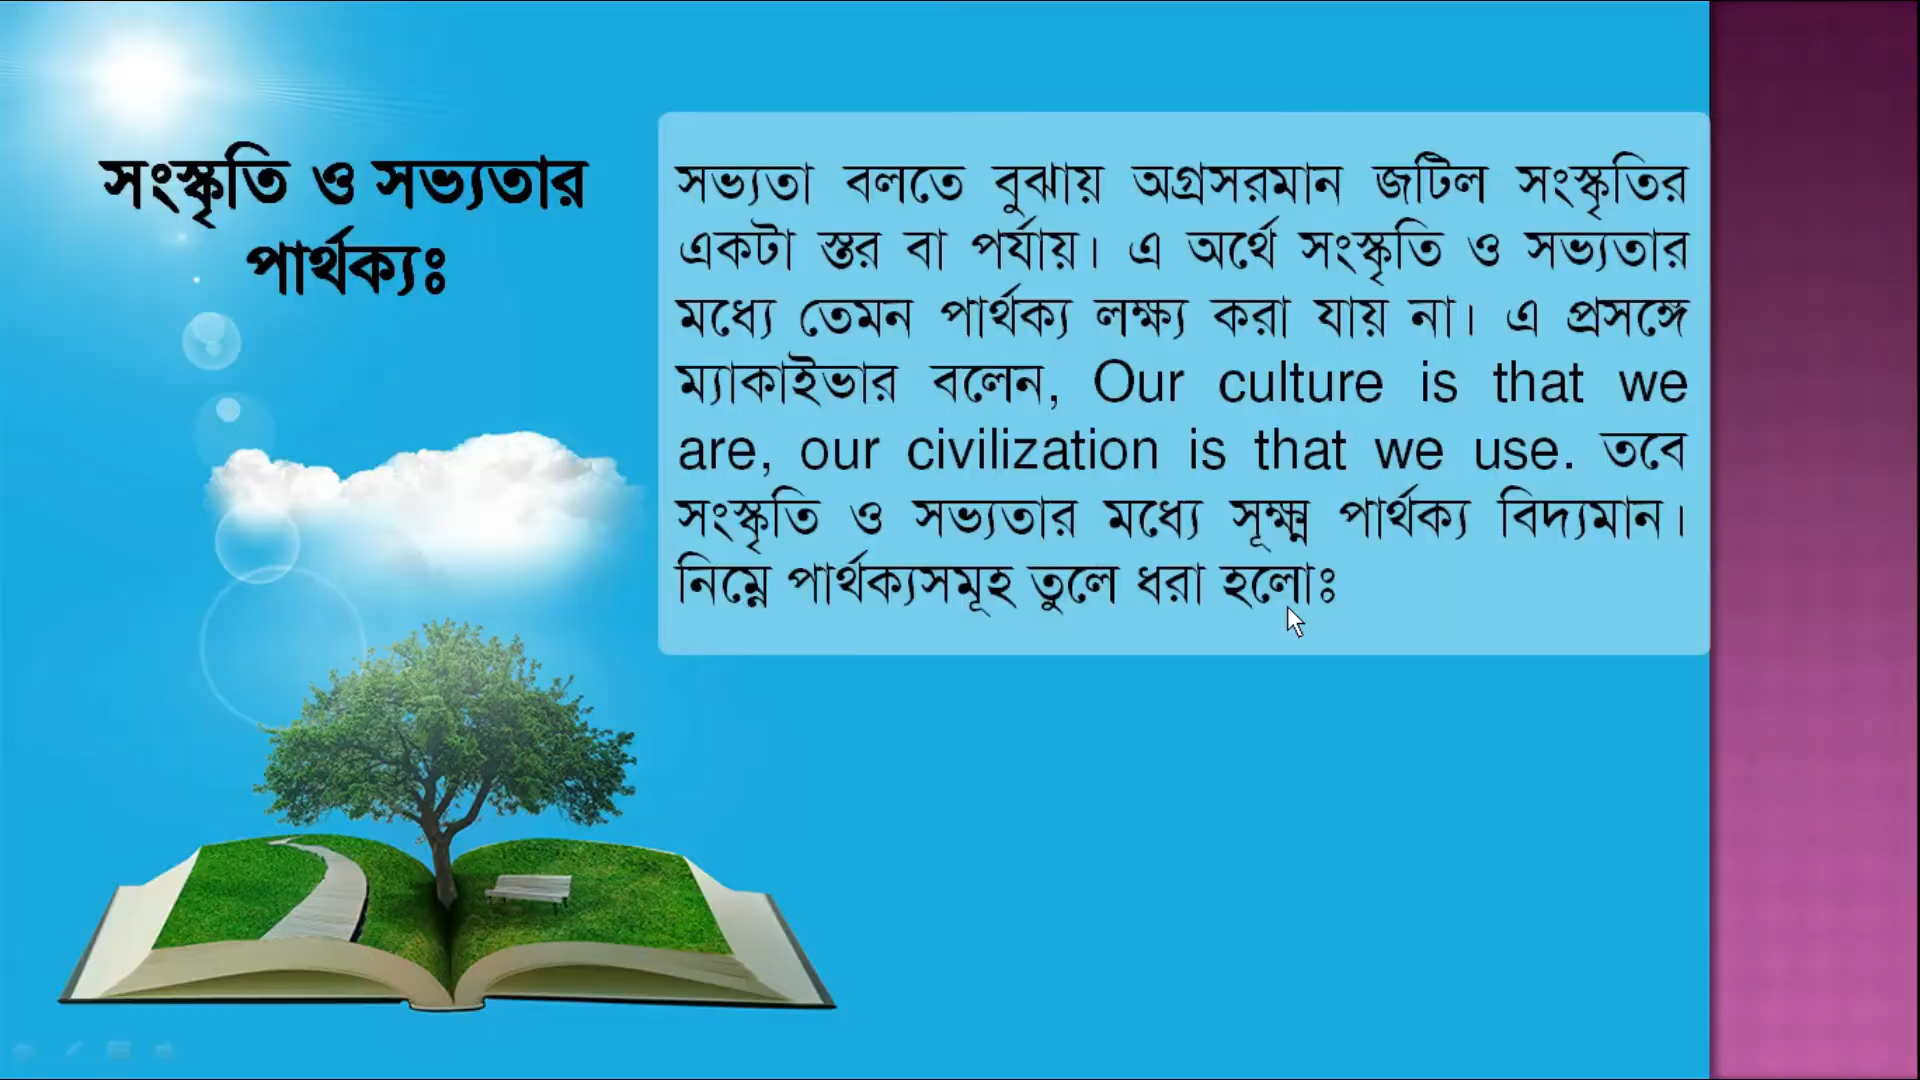 সংস্কৃতি ও সভ্যতার
পার্থক্যঃ
সভ্যতা বলতে বুঝায় অগ্রসরমান জটিল সংস্কৃতির
একটা স্তর বা পর্যায়। এ অর্থে সংস্কৃতি ও সভ্যতার
মধ্যে তেমন পার্থক্য লক্ষ্য করা যায় না। এ প্রসঙ্গে
ম্যাকাইভার বলেন, Our culture is that we
are, our civilization is that we use. তবে
সংস্কৃতি ও সভ্যতার মধ্যে সূক্ষ্ম পার্থক্য বিদ্যমান।
নিম্নে পার্থক্যসমূহ তুলে ধরা হলোঃ